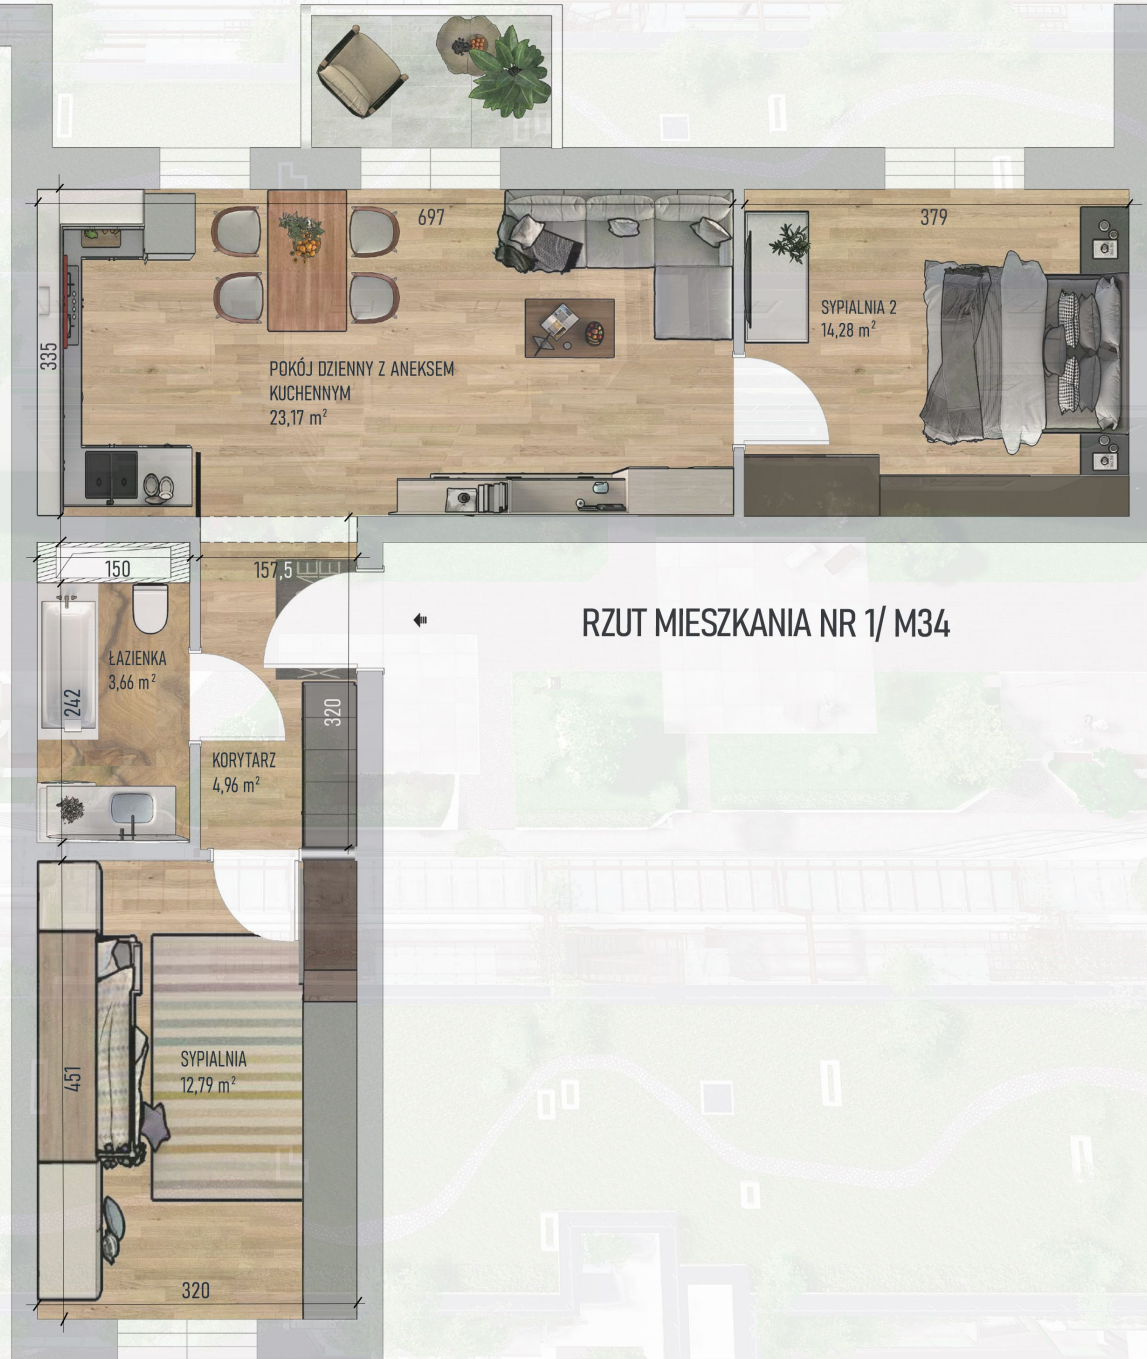 697
379
335
SYPIALNIA 2
14,28 m²
POKÓJ DZIENNY Z ANEKSEM
KUCHENNYM
23,17 m²
150
157,5
RZUT MIESZKANIA NR 1/ M34
ŁAZIENKA
3,66 m²
242
320
KORYTARZ
4,96 m²
SYPIALNIA
12,79 m²
451
320